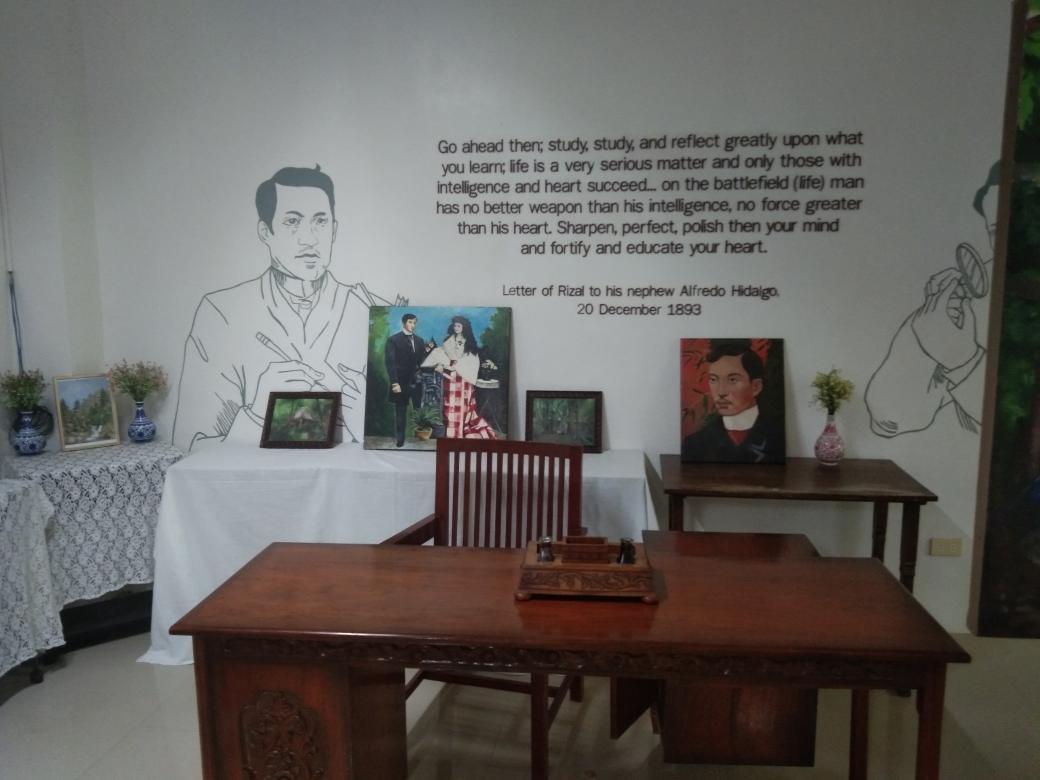 Go ahead then; study, study, and reflect greatly upon what
you learn; life is a very serious matter and only those with
intelligence and heart succeed... on the battlefield (life) man
has no better weapon than his intelligence, no force greater
than his heart. Sharpen, perfect, polish then your mind
and fortify and educate your heart.
Letter of Rizal to his nephew Alfredo Hidalgo.
20 December 1893